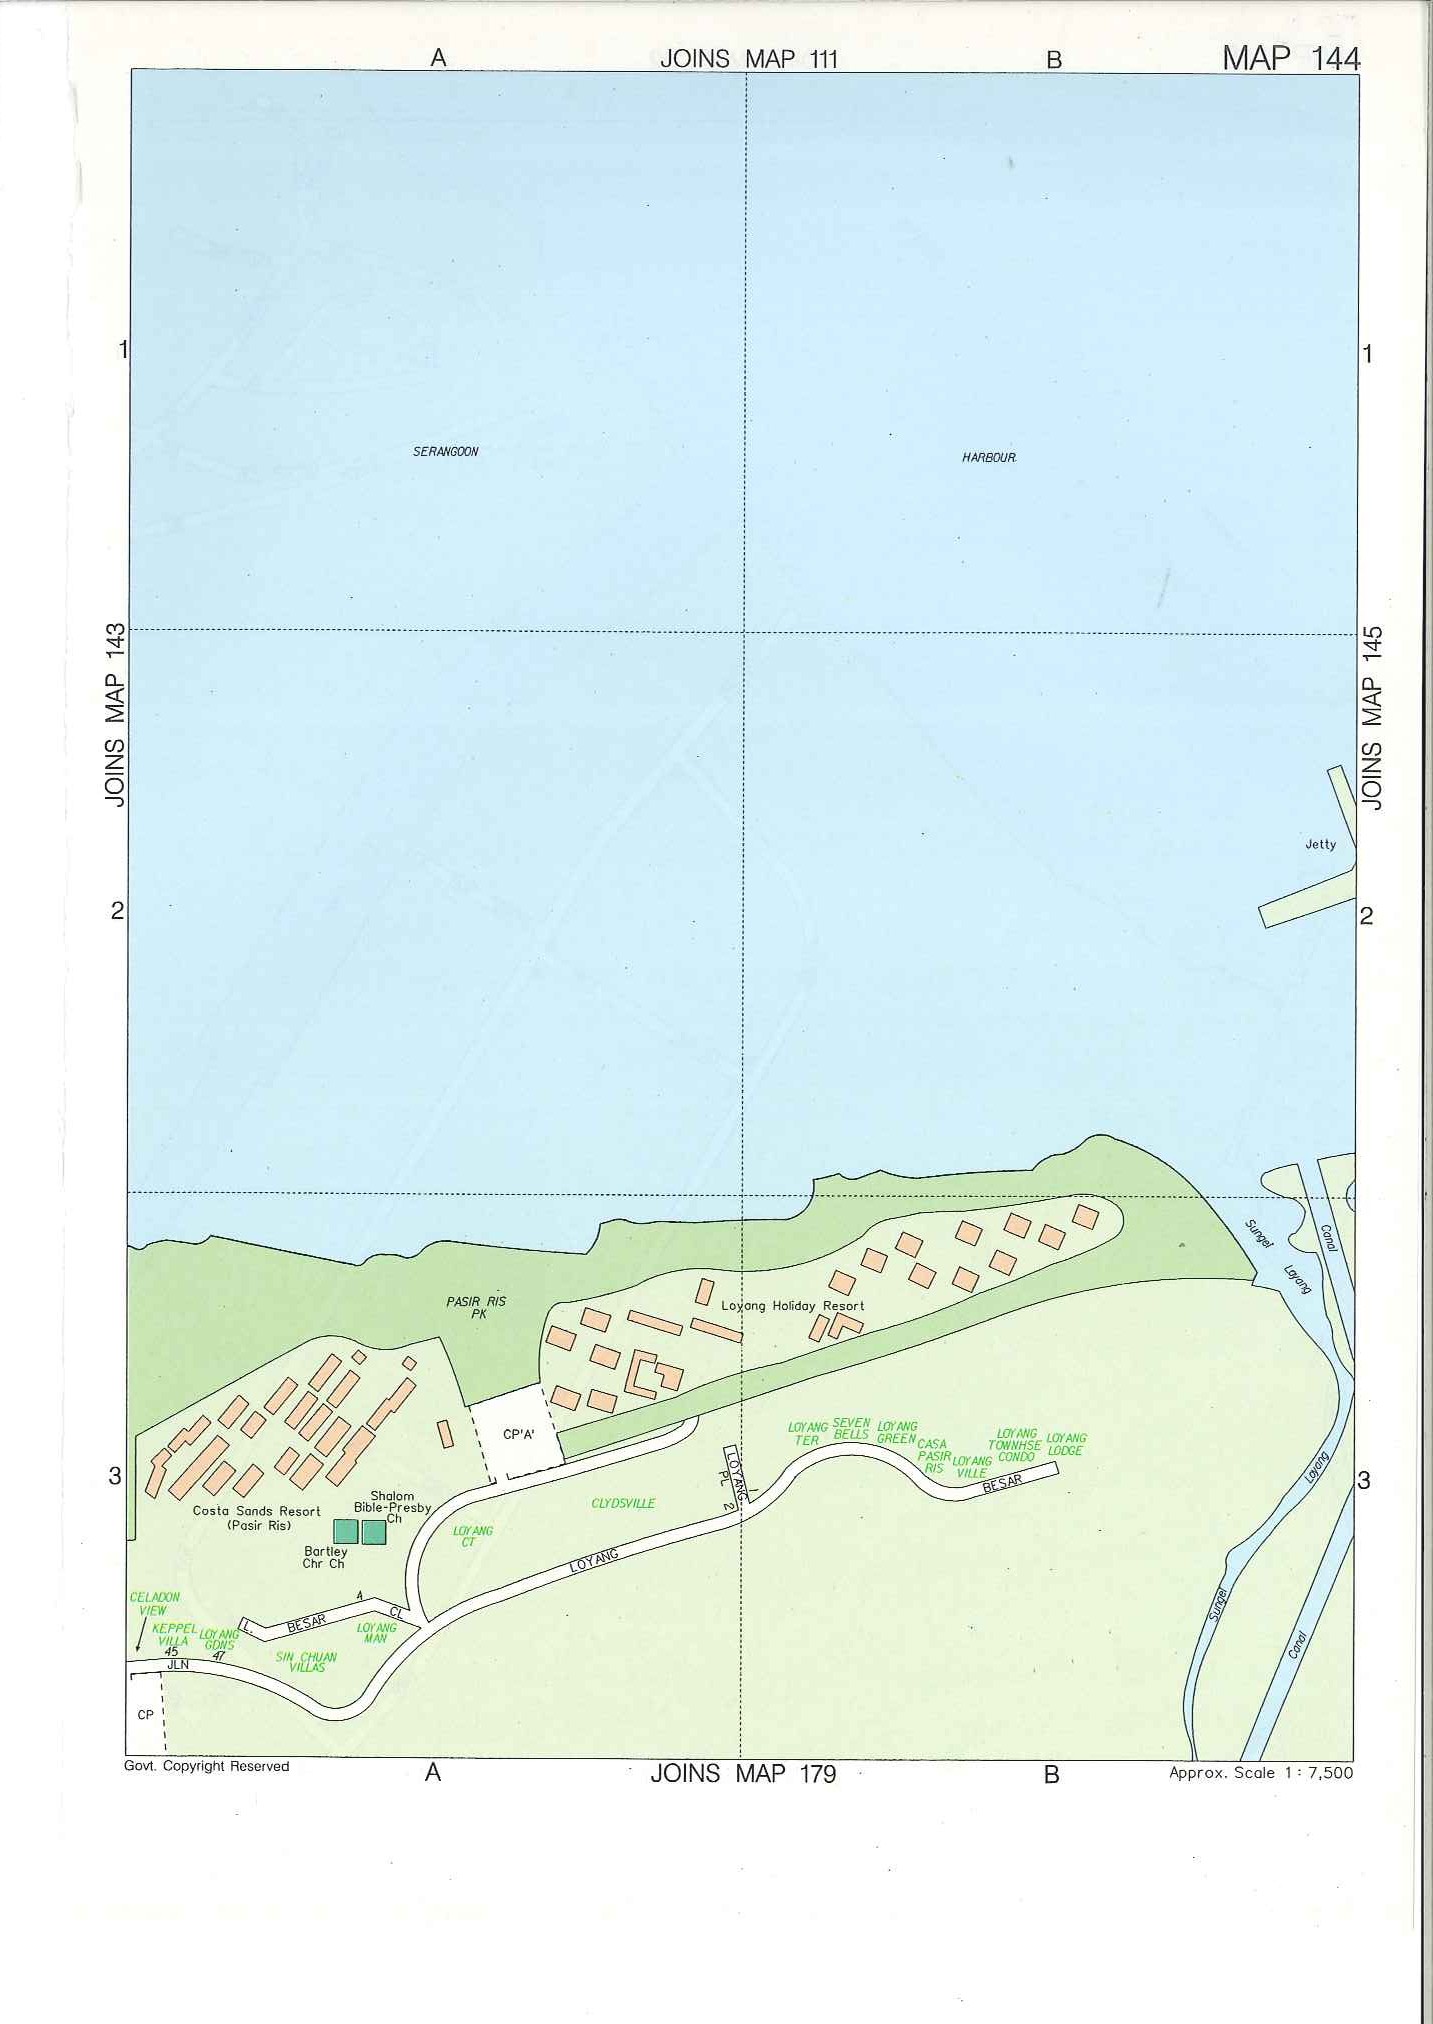 A
JOINS MAP 111
B
MAP 144
1
1
SERANGOON
HARBOUR
JOINS MAP 143
JOINS MAP 145
Jetty
2
2
Sungei
Loyang
Canal
PASIR RIS
PK
Loyang Holiday Resort
CP'A'
LOYANG
TER
SEVEN
BELLS
LOYANG
GREEN
CASA
PASIR
RIS
LOYANG
VILLE
LOYANG
TOWNHSE
CONDO
LOYANG
LODGE
BESAR
LOYANG
PL 2
3
3
Loyang
Costa Sands Resort
(Pasir Ris)
Shalom
Bible-Presby
Ch
CLYDSVILLE
Bartley
Chr Ch
LOYANG
CT
LOYANG
CELADON
VIEW
L.
BESAR
A
CL
Sungei
KEPPEL
VILLA
LOYANG
GDNS
LOYANG
MAN
45
47
JLN
SIN CHUAN
VILLAS
Canal
CP
Govt. Copyright Reserved
A
JOINS MAP 179
B
Approx. Scale 1 : 7,500